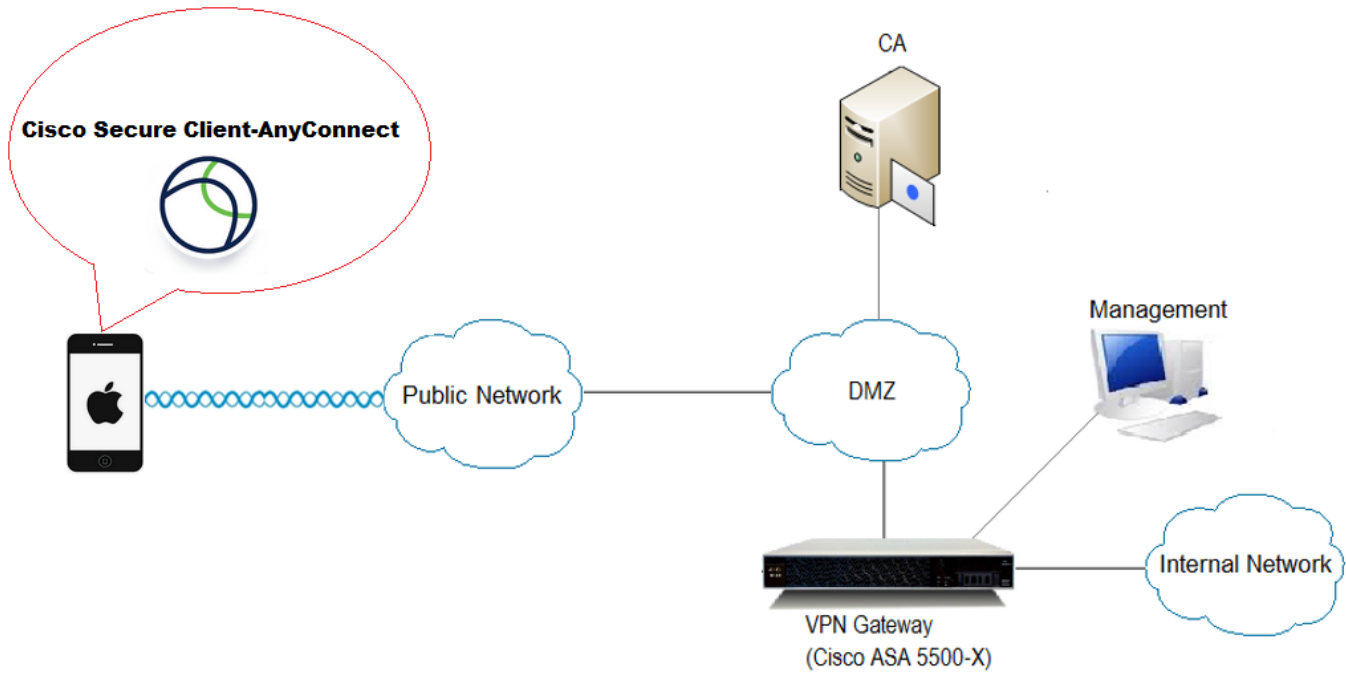 CA
Cisco Secure Client-AnyConnect
Management
Public Network
DMZ
Internal Network
VPN Gateway
(Cisco ASA 5500-X)